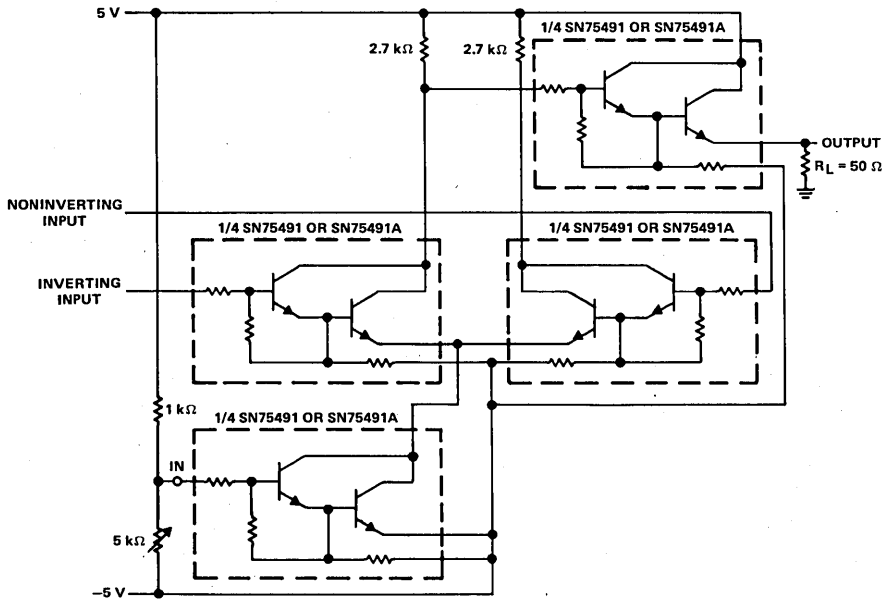 5 V
1/4 SN75491 OR SN75491A
2.7 kΩ
2.7 kΩ
OUTPUT
RL = 50 Ω
NONINVERTING
INPUT
1/4 SN75491 OR SN75491A
1/4 SN75491 OR SN75491A
INVERTING
INPUT
1 kΩ
1/4 SN75491 OR SN75491A
IN
5 kΩ
−5 V